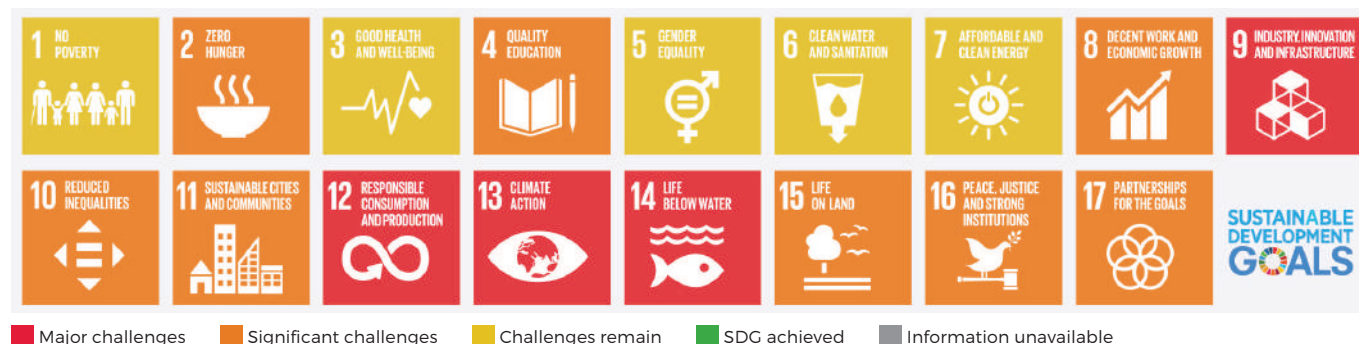 1 NO
POVERTY
2 ZERO
HUNGER
3 GOOD HEALTH
AND WELL-BEING
4 QUALITY
EDUCATION
5 GENDER
EQUALITY
6 CLEAN WATER
AND SANITATION
7 AFFORDABLE AND
CLEAN ENERGY
8 DECENT WORK AND
ECONOMIC GROWTH
9 INDUSTRY, INNOVATION
AND INFRASTRUCTURE
10 REDUCED
INEQUALITIES
11 SUSTAINABLE CITIES
AND COMMUNITIES
12 RESPONSIBLE
CONSUMPTION
AND PRODUCTION
13 CLIMATE
ACTION
14 LIFE
BELOW WATER
15 LIFE
ON LAND
16 PEACE, JUSTICE
AND STRONG
INSTITUTIONS
17 PARTNERSHIPS
FOR THE GOALS
SUSTAINABLE
DEVELOPMENT
GOALS
Major challenges Significant challenges Challenges remain SDG achieved Information unavailable